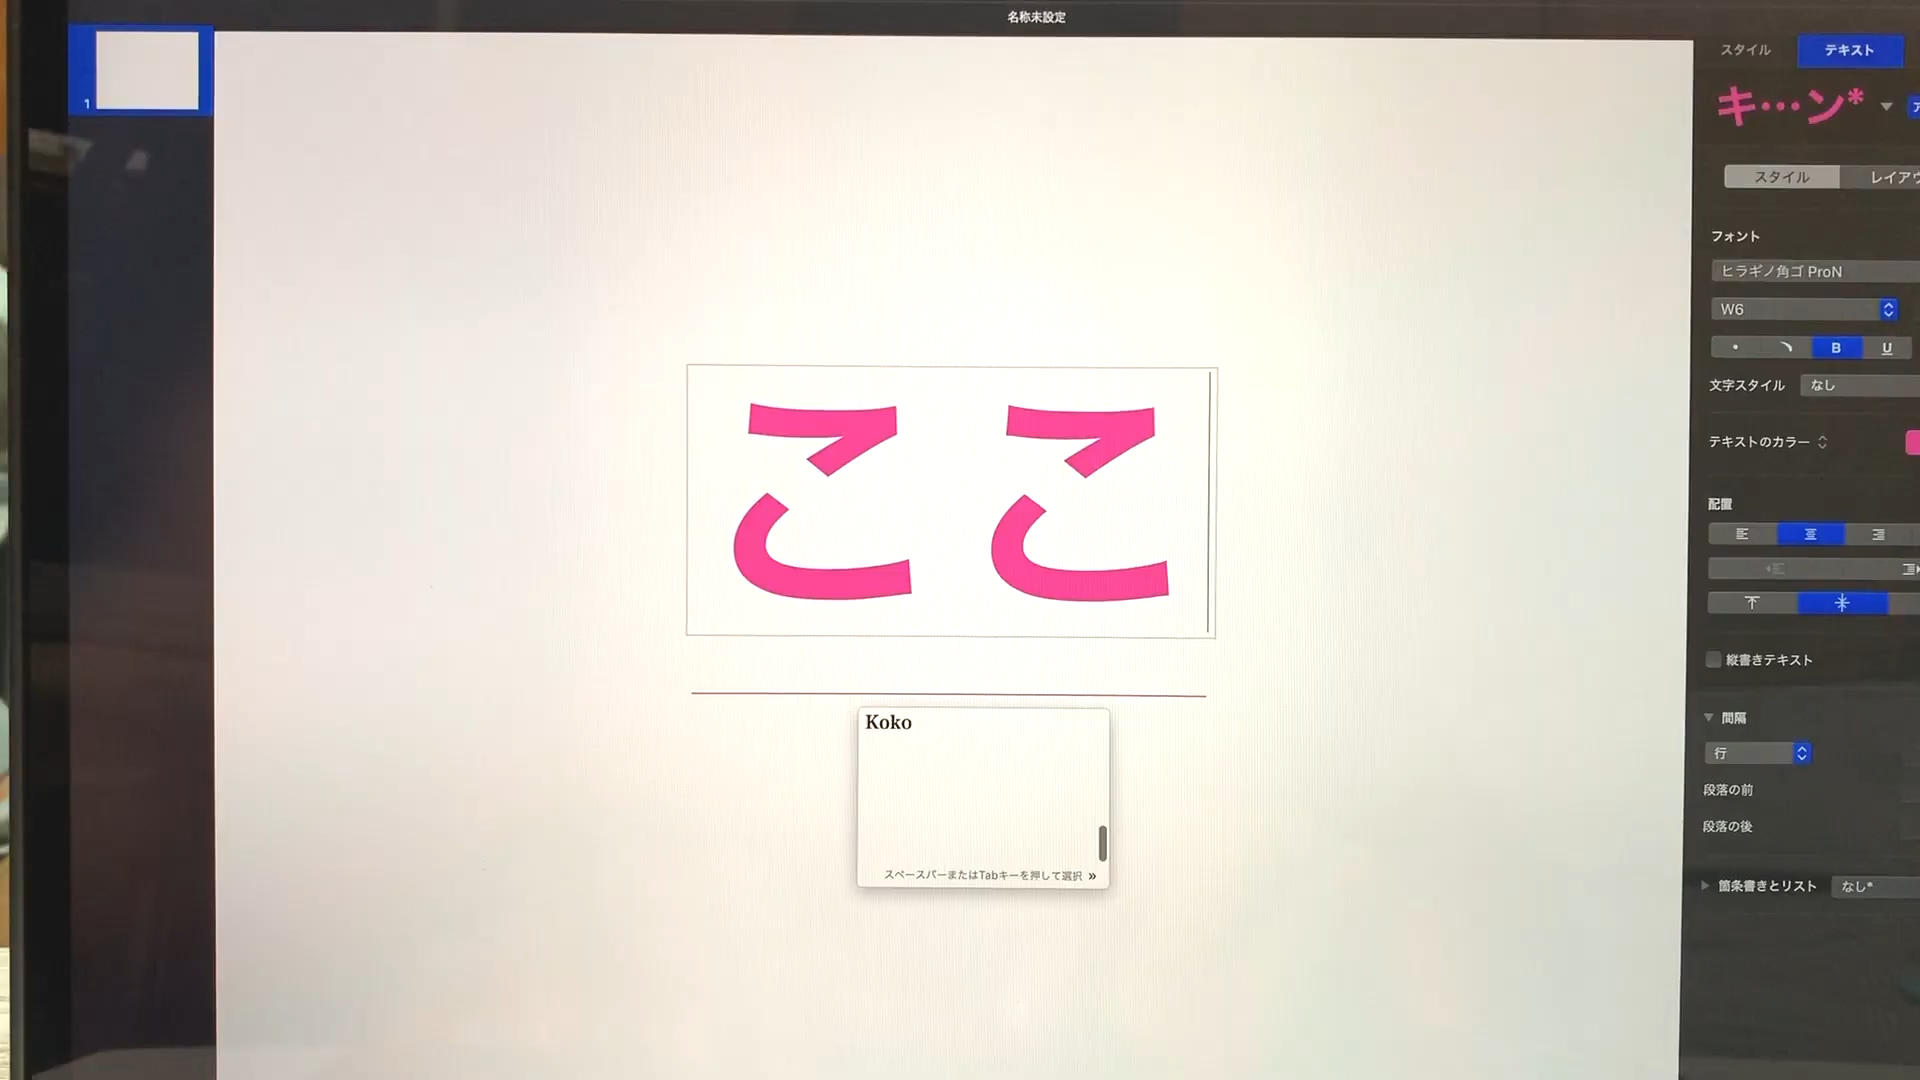 名称未設定
1
スタイル
テキスト
キ…ン*
スタイル
フォント
ヒラギノ角ゴ ProN
W6
B
U
文字スタイル
なし
テキストのカラー
配置
縦書きテキスト
間隔
行
段落の前
段落の後
箇条書きとリスト
なし*
ここ
Koko
スペースバーまたはTabキーを押して選択 »